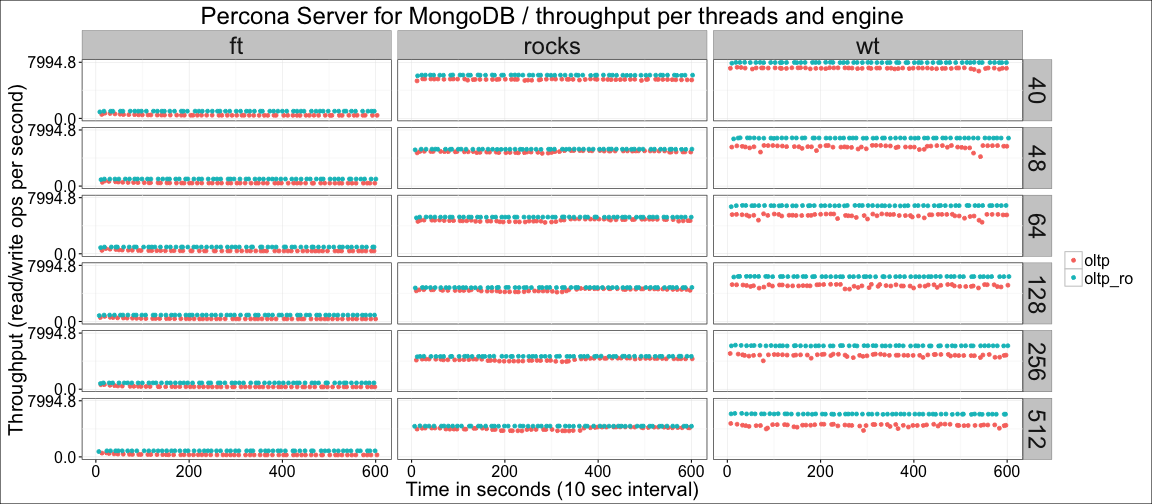 Percona Server for MongoDB / throughput per threads and engine
ft rocks wt
Throughput (read/write ops per second)
7994.8
0.0
40
7994.8
0.0
48
7994.8
0.0
64
7994.8
0.0
128
7994.8
0.0
256
7994.8
0.0
512
oltp
oltp_ro
0 200 400 600 0 200 400 600 0 200 400 600
Time in seconds (10 sec interval)